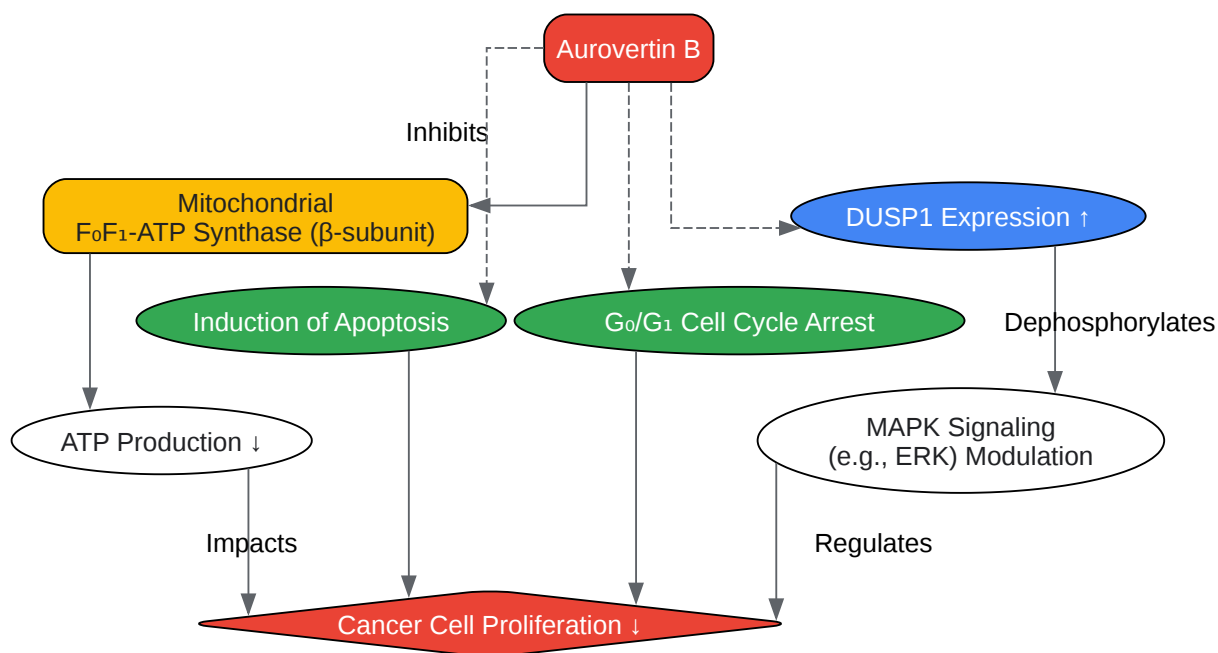 Aurovertin B
Inhibits
Mitochondrial
F₀F₁-ATP Synthase (β-subunit)
DUSP1 Expression ↑
Induction of Apoptosis
G₀/G₁ Cell Cycle Arrest
Dephosphorylates
ATP Production ↓
MAPK Signaling
(e.g., ERK) Modulation
Impacts
Regulates
Cancer Cell Proliferation ↓